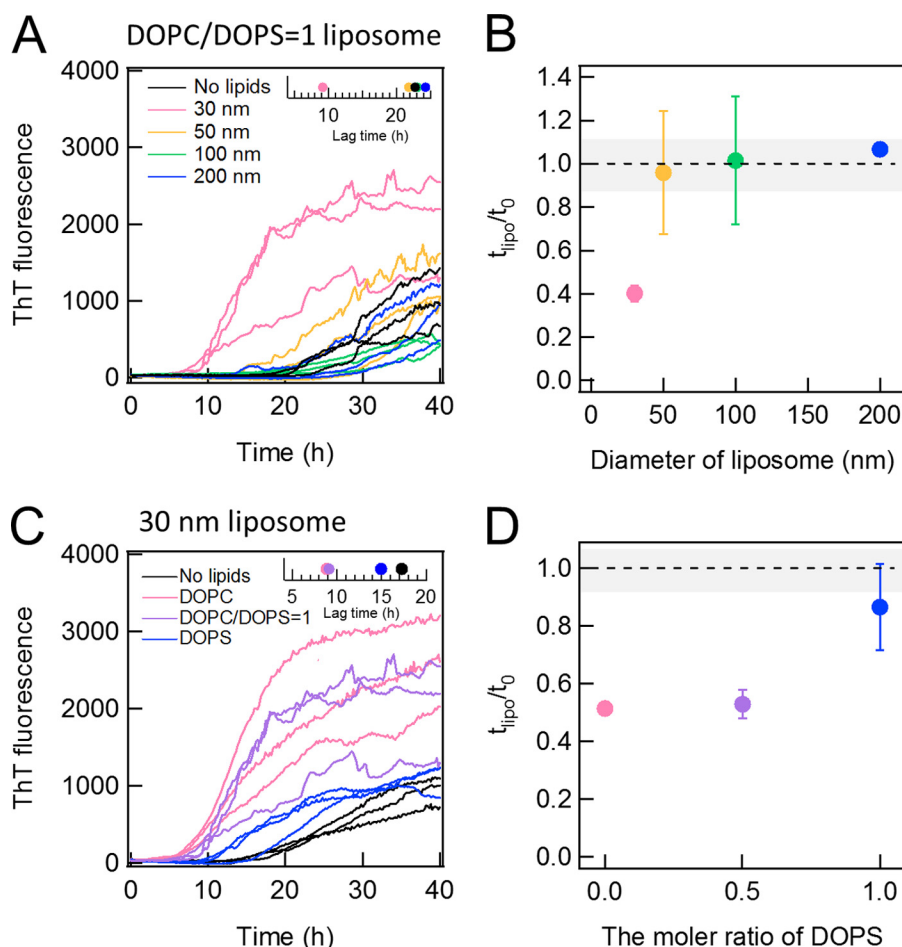 A
DOPC/DOPS=1 liposome
4000
3000
2000
1000
0
ThT fluorescence
No lipids
30 nm
50 nm
100 nm
200 nm
10 20
Lag time (h)
0 10 20 30 40
Time (h)
B
1.4
1.2
1.0
0.8
0.6
0.4
0.2
0.0
tlipo/t0
0 50 100 150 200
Diameter of liposome (nm)
C
30 nm liposome
4000
3000
2000
1000
0
ThT fluorescence
No lipids
DOPC
DOPC/DOPS=1
DOPS
5 10 15 20
Lag time (h)
0 10 20 30 40
Time (h)
D
1.0
0.8
0.6
0.4
0.2
0.0
tlipo/t0
0.0 0.5 1.0
The moler ratio of DOPS